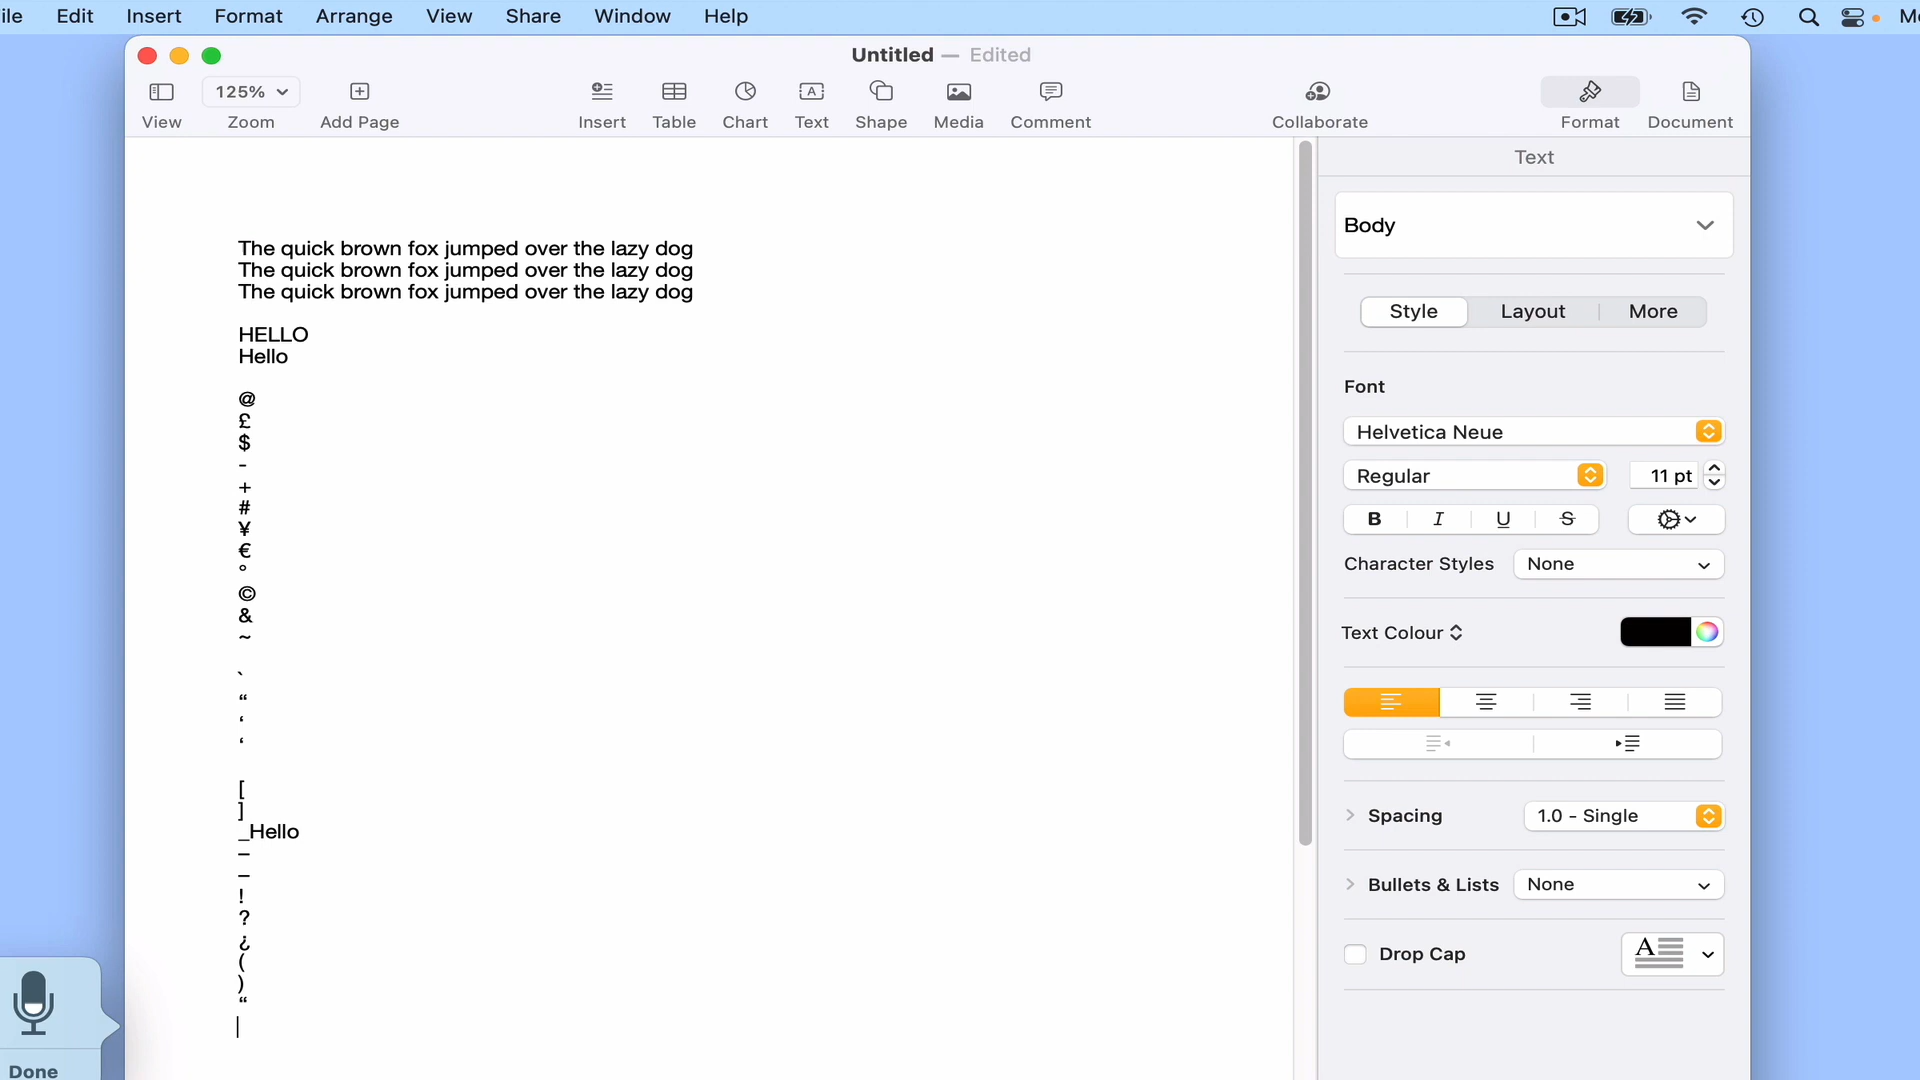 ile Edit Insert Format Arrange View Share Window Help
Untitled — Edited
125%
View Zoom Add Page Insert Table Chart Text Shape Media Comment Collaborate Format Document
Text
Body
Style Layout More
Font
Helvetica Neue
Regular 11 pt
B I U S
Character Styles None
Text Colour
Spacing 1.0 - Single
Bullets & Lists None
Drop Cap A
The quick brown fox jumped over the lazy dog
The quick brown fox jumped over the lazy dog
The quick brown fox jumped over the lazy dog
HELLO
Hello
@
£
$
-
+
#
¥
€
°
©
&
~
`
“
‘
‘
[
]
_Hello
–
–
!
?
¿
(
)
“
Done